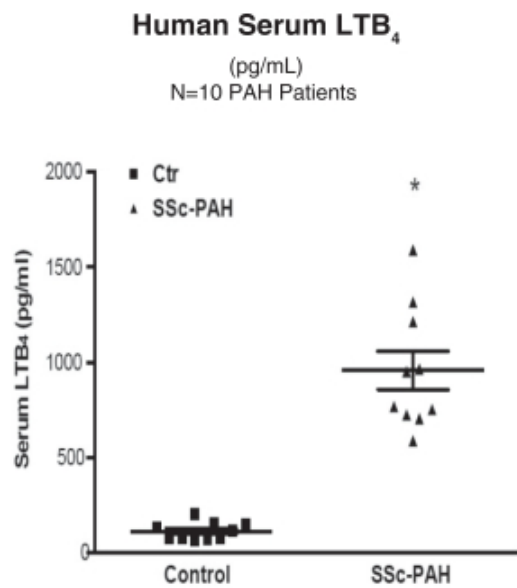 Human Serum LTB₄
(pg/mL)
N=10 PAH Patients
2000
1500
1000
500
0
Serum LTB₄ (pg/ml)
Ctr
SSc-PAH
*
Control
SSc-PAH